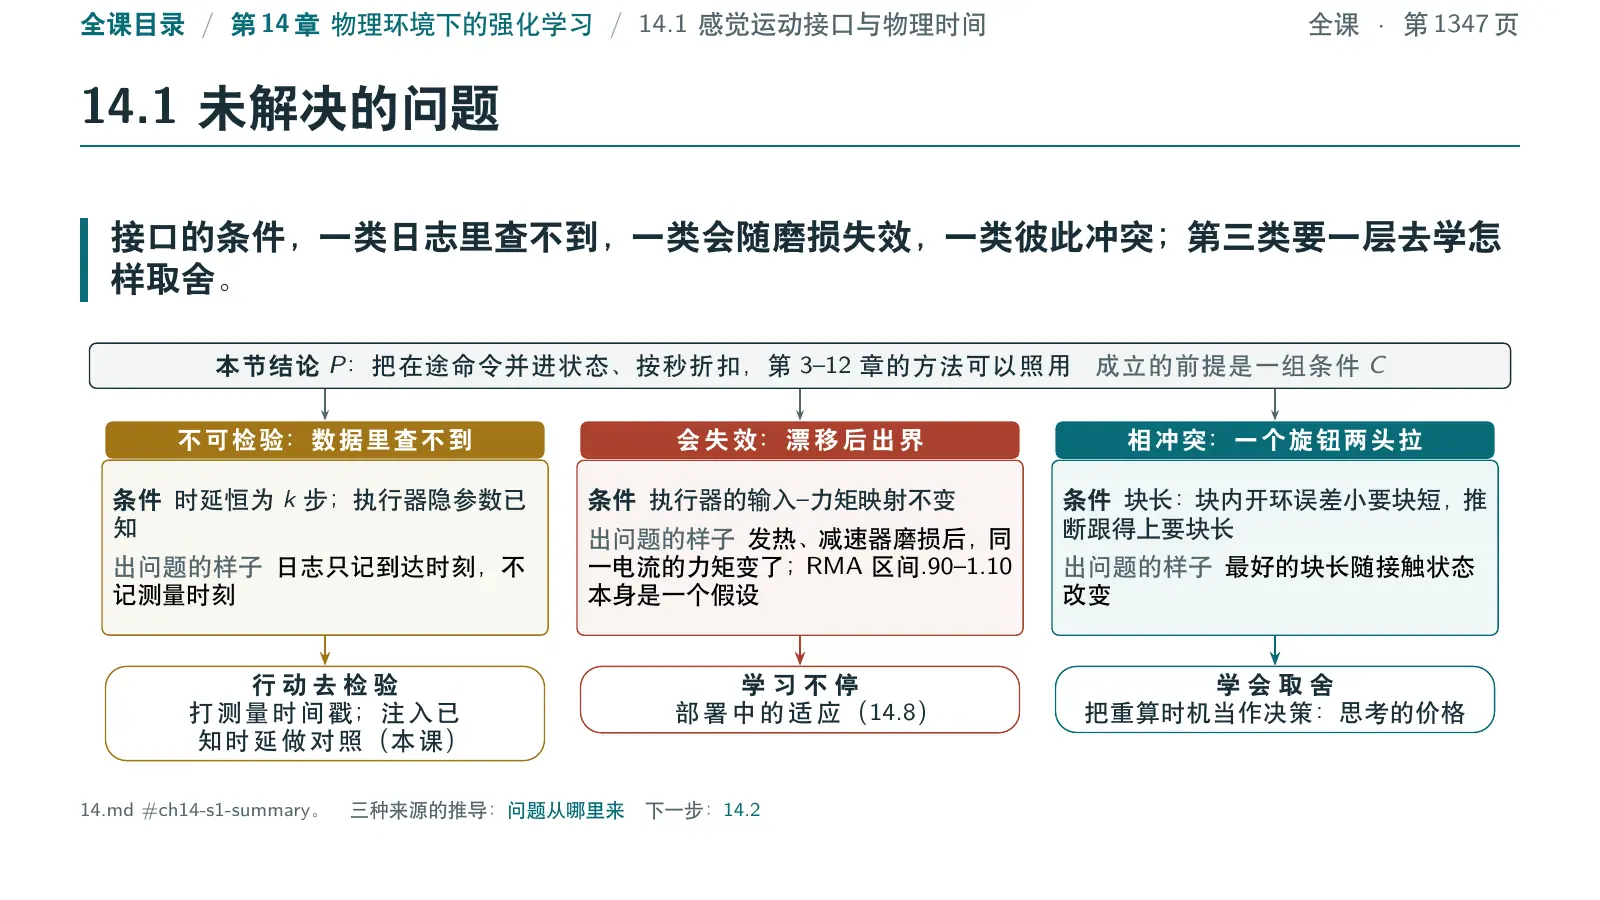 全课目录 / 第14章 物理环境下的强化学习 / 14.1 感觉运动接口与物理时间
全课 · 第1347页
14.1 未解决的问题
接口的条件，一类日志里查不到，一类会随磨损失效，一类彼此冲突；第三类要一层去学怎
样取舍。
本节结论 P：把在途命令并进状态、按秒折扣，第 3–12 章的方法可以照用 成立的前提是一组条件 C
不可检验：数据里查不到
条件 时延恒为 k 步；执行器隐参数已
知
出问题的样子 日志只记到达时刻，不
记测量时刻
行动去检验
打测量时间戳；注入已
知时延做对照（本课）
会失效：漂移后出界
条件 执行器的输入–力矩映射不变
出问题的样子 发热、减速器磨损后，同
一电流的力矩变了；RMA 区间.90–1.10
本身是一个假设
学习不停
部署中的适应（14.8）
相冲突：一个旋钮两头拉
条件 块长：块内开环误差小要块短，推
断跟得上要块长
出问题的样子 最好的块长随接触状态
改变
学会取舍
把重算时机当作决策：思考的价格
14.md #ch14-s1-summary。 三种来源的推导：问题从哪里来 下一步：14.2